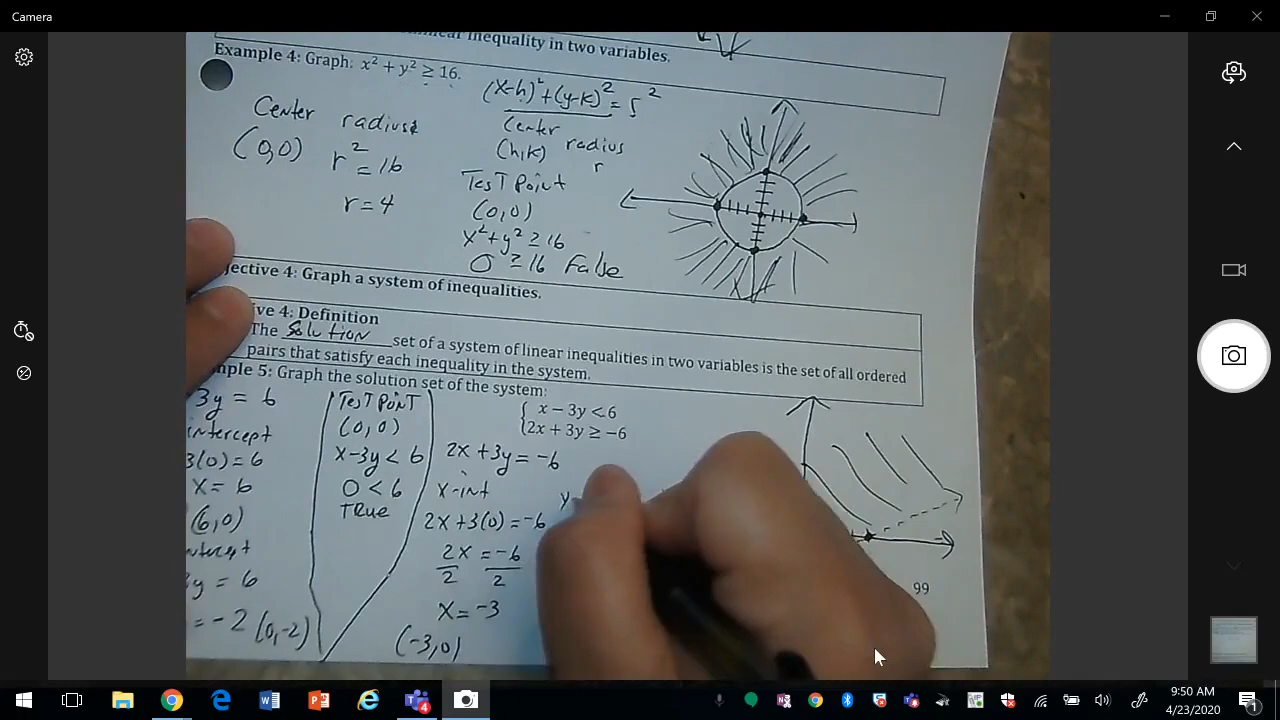 Camera
linear inequality in two variables.
Example 4: Graph: x² + y² ≥ 16.
(x-h)² + (y-k)² = 5²
Center radius
Center radius
(0,0) r² = 16
(h,k) r
r = 4
Test Point
(0,0)
x² + y² ≥ 16
0 ≥ 16 False
jective 4: Graph a system of inequalities.
ive 4: Definition
The Solution set of a system of linear inequalities in two variables is the set of all ordered
pairs that satisfy each inequality in the system.
mple 5: Graph the solution set of the system:
x − 3y < 6
2x + 3y ≥ −6
3y = 6
intercept
3(0) = 6
x = 6
(6,0)
ntercept
3y = 6
= -2 (0,-2)
Test Point
(0,0)
x-3y < 6
0 < 6
True
2x + 3y = -6
x-int
2x + 3(0) = -6
2x = -6
2 2
x = -3
(-3,0)
y-
99
9:50 AM
4/23/2020